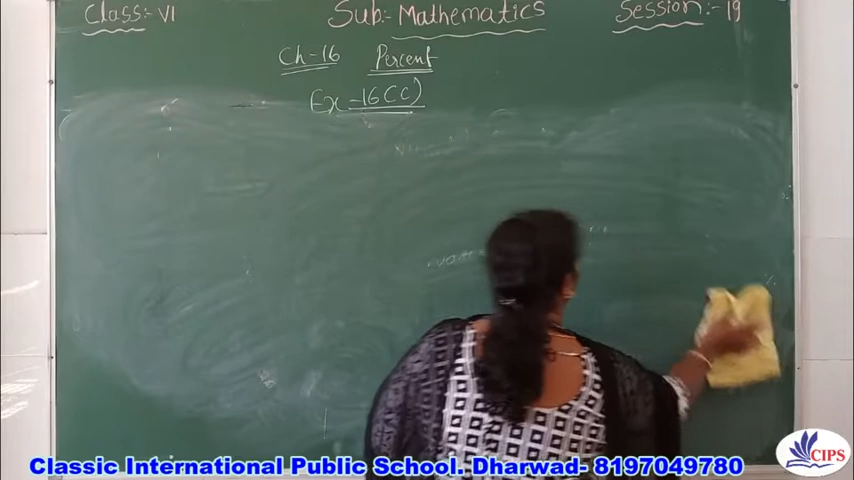 Class:- VI Sub:- Mathematics Session:- 19
Ch-16 Percent
Ex-16(c)
Classic International Public School. Dharwad - 8197049780
CIPS